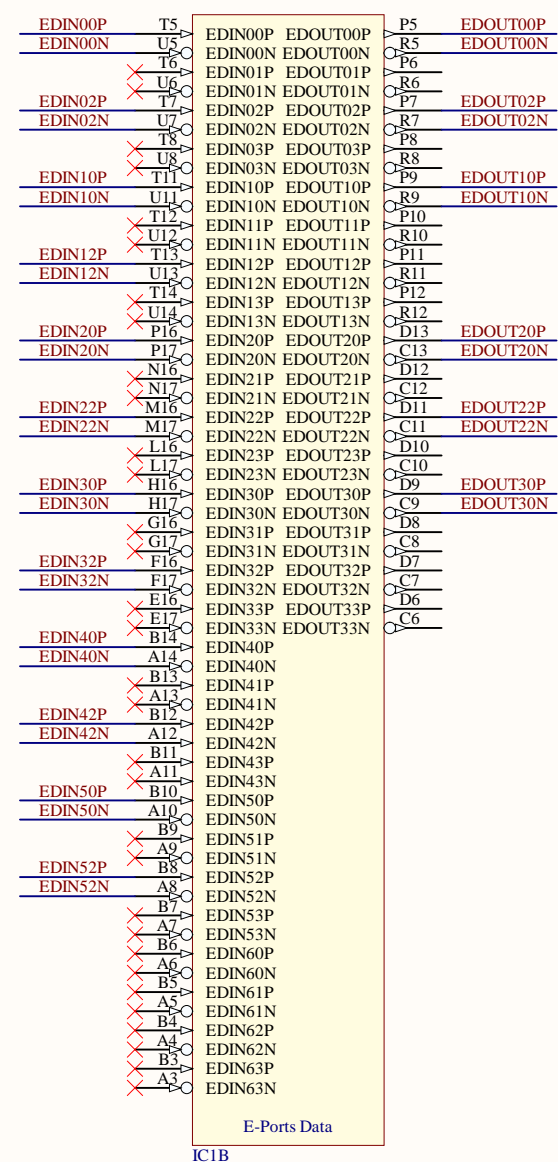 EDIN00P T5 EDIN00P EDOUT00P P5 EDOUT00P
EDIN00N U5 EDIN00N EDOUT00N R5 EDOUT00N
T6 EDIN01P EDOUT01P P6
U6 EDIN01N EDOUT01N R6
EDIN02P T7 EDIN02P EDOUT02P P7 EDOUT02P
EDIN02N U7 EDIN02N EDOUT02N R7 EDOUT02N
T8 EDIN03P EDOUT03P P8
U8 EDIN03N EDOUT03N R8
EDIN10P T11 EDIN10P EDOUT10P P9 EDOUT10P
EDIN10N U11 EDIN10N EDOUT10N R9 EDOUT10N
T12 EDIN11P EDOUT11P P10
U12 EDIN11N EDOUT11N R10
EDIN12P T13 EDIN12P EDOUT12P P11
EDIN12N U13 EDIN12N EDOUT12N R11
T14 EDIN13P EDOUT13P P12
U14 EDIN13N EDOUT13N R12
EDIN20P P16 EDIN20P EDOUT20P D13 EDOUT20P
EDIN20N P17 EDIN20N EDOUT20N C13 EDOUT20N
N16 EDIN21P EDOUT21P D12
N17 EDIN21N EDOUT21N C12
EDIN22P M16 EDIN22P EDOUT22P D11 EDOUT22P
EDIN22N M17 EDIN22N EDOUT22N C11 EDOUT22N
L16 EDIN23P EDOUT23P D10
L17 EDIN23N EDOUT23N C10
EDIN30P H16 EDIN30P EDOUT30P D9 EDOUT30P
EDIN30N H17 EDIN30N EDOUT30N C9 EDOUT30N
G16 EDIN31P EDOUT31P D8
G17 EDIN31N EDOUT31N C8
EDIN32P F16 EDIN32P EDOUT32P D7
EDIN32N F17 EDIN32N EDOUT32N C7
E16 EDIN33P EDOUT33P D6
E17 EDIN33N EDOUT33N C6
EDIN40P B14 EDIN40P
EDIN40N A14 EDIN40N
B13 EDIN41P
A13 EDIN41N
EDIN42P B12 EDIN42P
EDIN42N A12 EDIN42N
B11 EDIN43P
A11 EDIN43N
EDIN50P B10 EDIN50P
EDIN50N A10 EDIN50N
B9 EDIN51P
A9 EDIN51N
EDIN52P B8 EDIN52P
EDIN52N A8 EDIN52N
B7 EDIN53P
A7 EDIN53N
B6 EDIN60P
A6 EDIN60N
B5 EDIN61P
A5 EDIN61N
B4 EDIN62P
A4 EDIN62N
B3 EDIN63P
A3 EDIN63N
E-Ports Data
IC1B